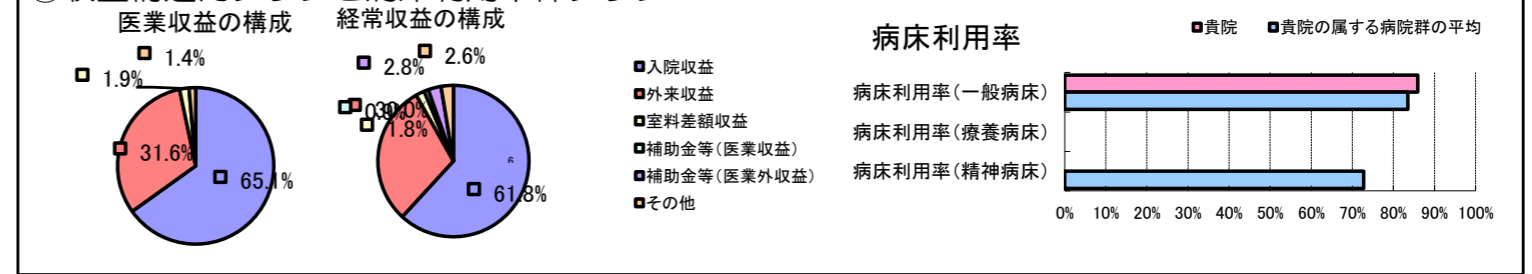 医業収益の構成
1.4%
1.9%
31.6%
65.1%
経常収益の構成
2.6%
2.8%
30.0%
1.8%
61.8%
入院収益
外来収益
室料差額収益
補助金等(医業収益)
補助金等(医業外収益)
その他
病床利用率
貴院
貴院の属する病院群の平均
病床利用率(一般病床)
病床利用率(療養病床)
病床利用率(精神病床)
0% 10% 20% 30% 40% 50% 60% 70% 80% 90% 100%